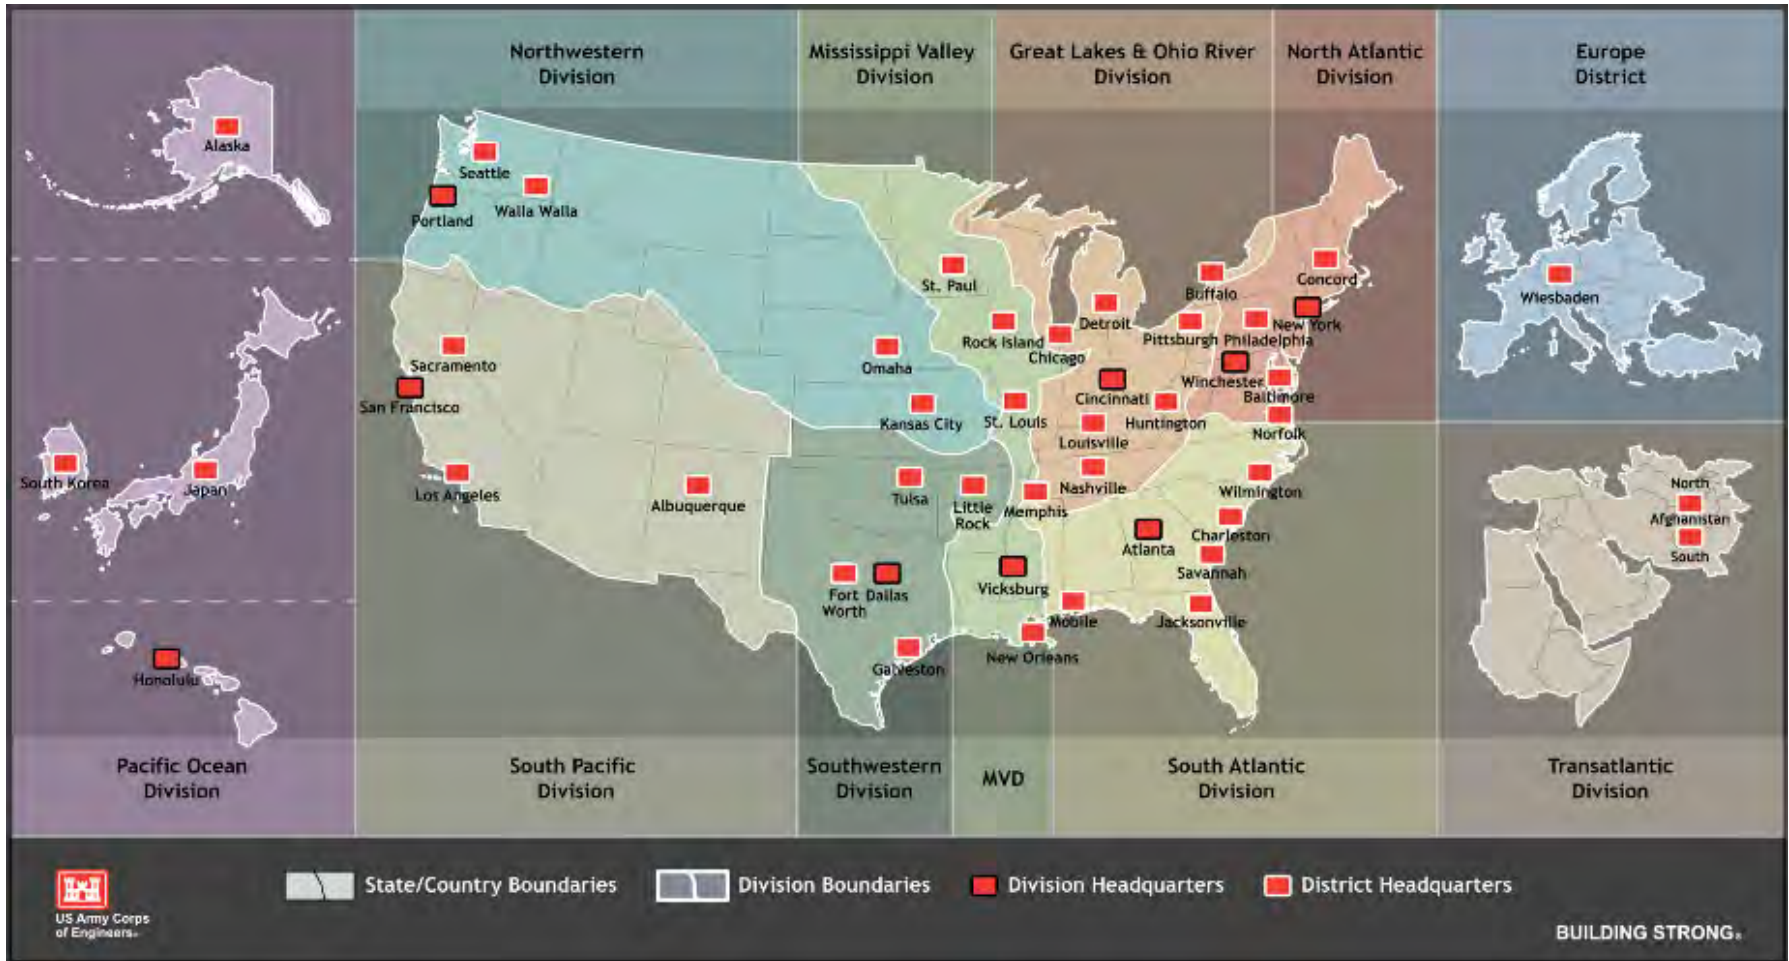 Northwestern
Division
Mississippi Valley
Division
Great Lakes & Ohio River
Division
North Atlantic
Division
Europe
District
Alaska
Seattle
Portland
Walla Walla
St. Paul
Buffalo
Concord
Wiesbaden
Detroit
New York
Rock Island
Chicago
Pittsburgh
Philadelphia
Sacramento
Omaha
Winchester
San Francisco
Cincinnati
Baltimore
Kansas City
St. Louis
Huntington
Norfolk
Louisville
South Korea
Japan
Los Angeles
Albuquerque
Tulsa
Little
Rock
Memphis
Nashville
Wilmington
North
Afghanistan
South
Atlanta
Charleston
Savannah
Fort
Worth
Dallas
Vicksburg
Mobile
Jacksonville
New Orleans
Galveston
Honolulu
Pacific Ocean
Division
South Pacific
Division
Southwestern
Division
MVD
South Atlantic
Division
Transatlantic
Division
State/Country Boundaries
Division Boundaries
Division Headquarters
District Headquarters
US Army Corps
of Engineers®
BUILDING STRONG®